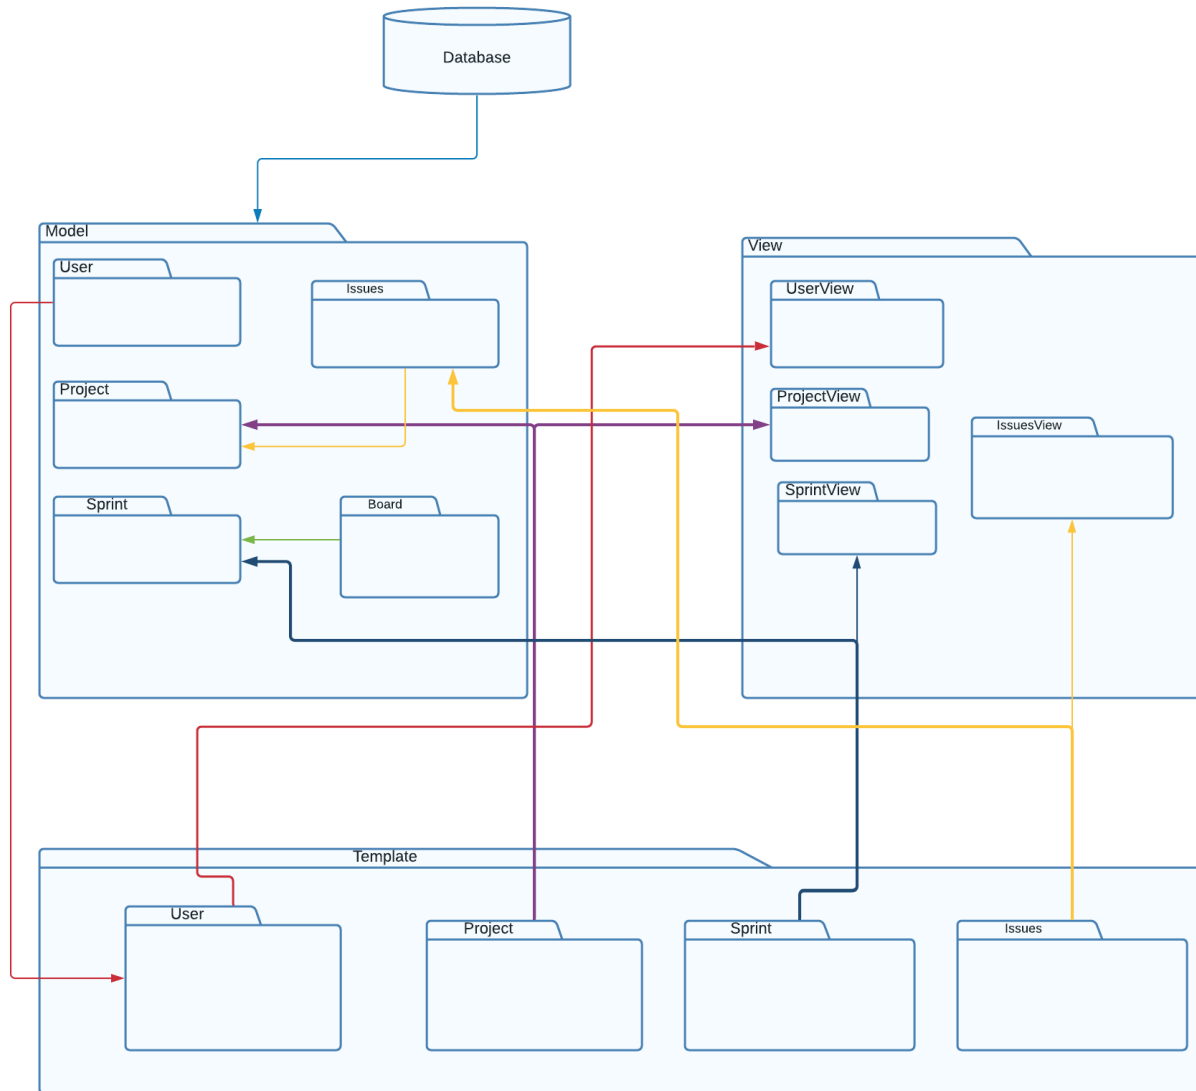 Database
Model
User
Issues
Project
Sprint
Board
View
UserView
ProjectView
IssuesView
SprintView
Template
User
Project
Sprint
Issues